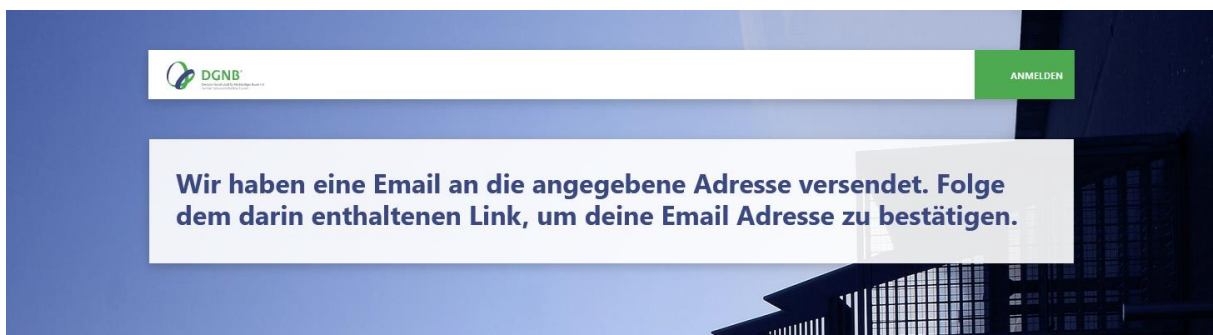 DGNB
ANMELDEN
Wir haben eine Email an die angegebene Adresse versendet. Folge
dem darin enthaltenen Link, um deine Email Adresse zu bestätigen.